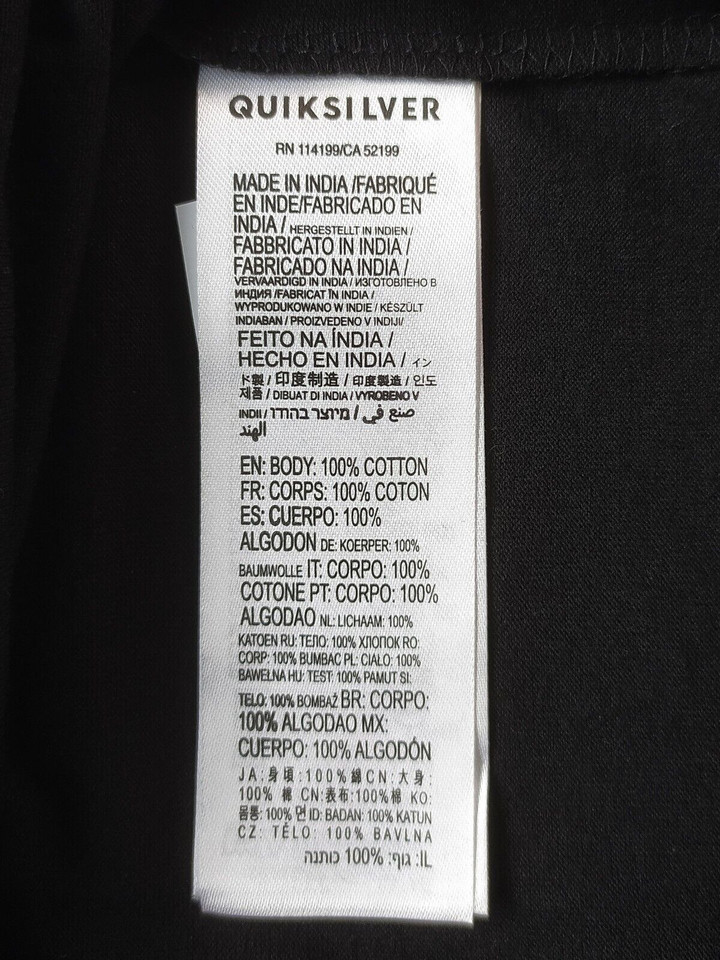 QUIKSILVER
RN 114199/CA 52199
MADE IN INDIA /FABRIQUÉ
EN INDE/FABRICADO EN
INDIA / HERGESTELLT IN INDIEN /
FABBRICATO IN INDIA /
FABRICADO NA INDIA /
VERVAARDIGD IN INDIA / ИЗГОТОВЛЕНО В
ИНДИЯ /FABRICAT ÎN INDIA /
WYPRODUKOWANO W INDIE / KÉSZÜLT
INDIABAN / PROIZVEDENO V INDIJI/
FEITO NA ÍNDIA /
HECHO EN INDIA / イン
ド製 / 印度制造 / 印度製造 / 인도
제품 / DIBUAT DI INDIA / VYROBENO V
INDII / מיוצר בהודו / صنع في
الهند
EN: BODY: 100% COTTON
FR: CORPS: 100% COTON
ES: CUERPO: 100%
ALGODON DE: KOERPER: 100%
BAUMWOLLE IT: CORPO: 100%
COTONE PT: CORPO: 100%
ALGODAO NL: LICHAAM: 100%
KATOEN RU: ТЕЛО: 100% ХЛОПОК RO:
CORP: 100% BUMBAC PL: CIAŁO: 100%
BAWEŁNA HU: TEST: 100% PAMUT SI:
TELO: 100% BOMBAŽ BR: CORPO:
100% ALGODAO MX:
CUERPO: 100% ALGODÓN
JA:身頃:100%綿CN:大身:
100% 棉 CN:表布:100%棉 KO:
몸통: 100% 면 ID: BADAN: 100% KATUN
CZ: TĚLO: 100% BAVLNA
IL: גוף: 100% כותנה